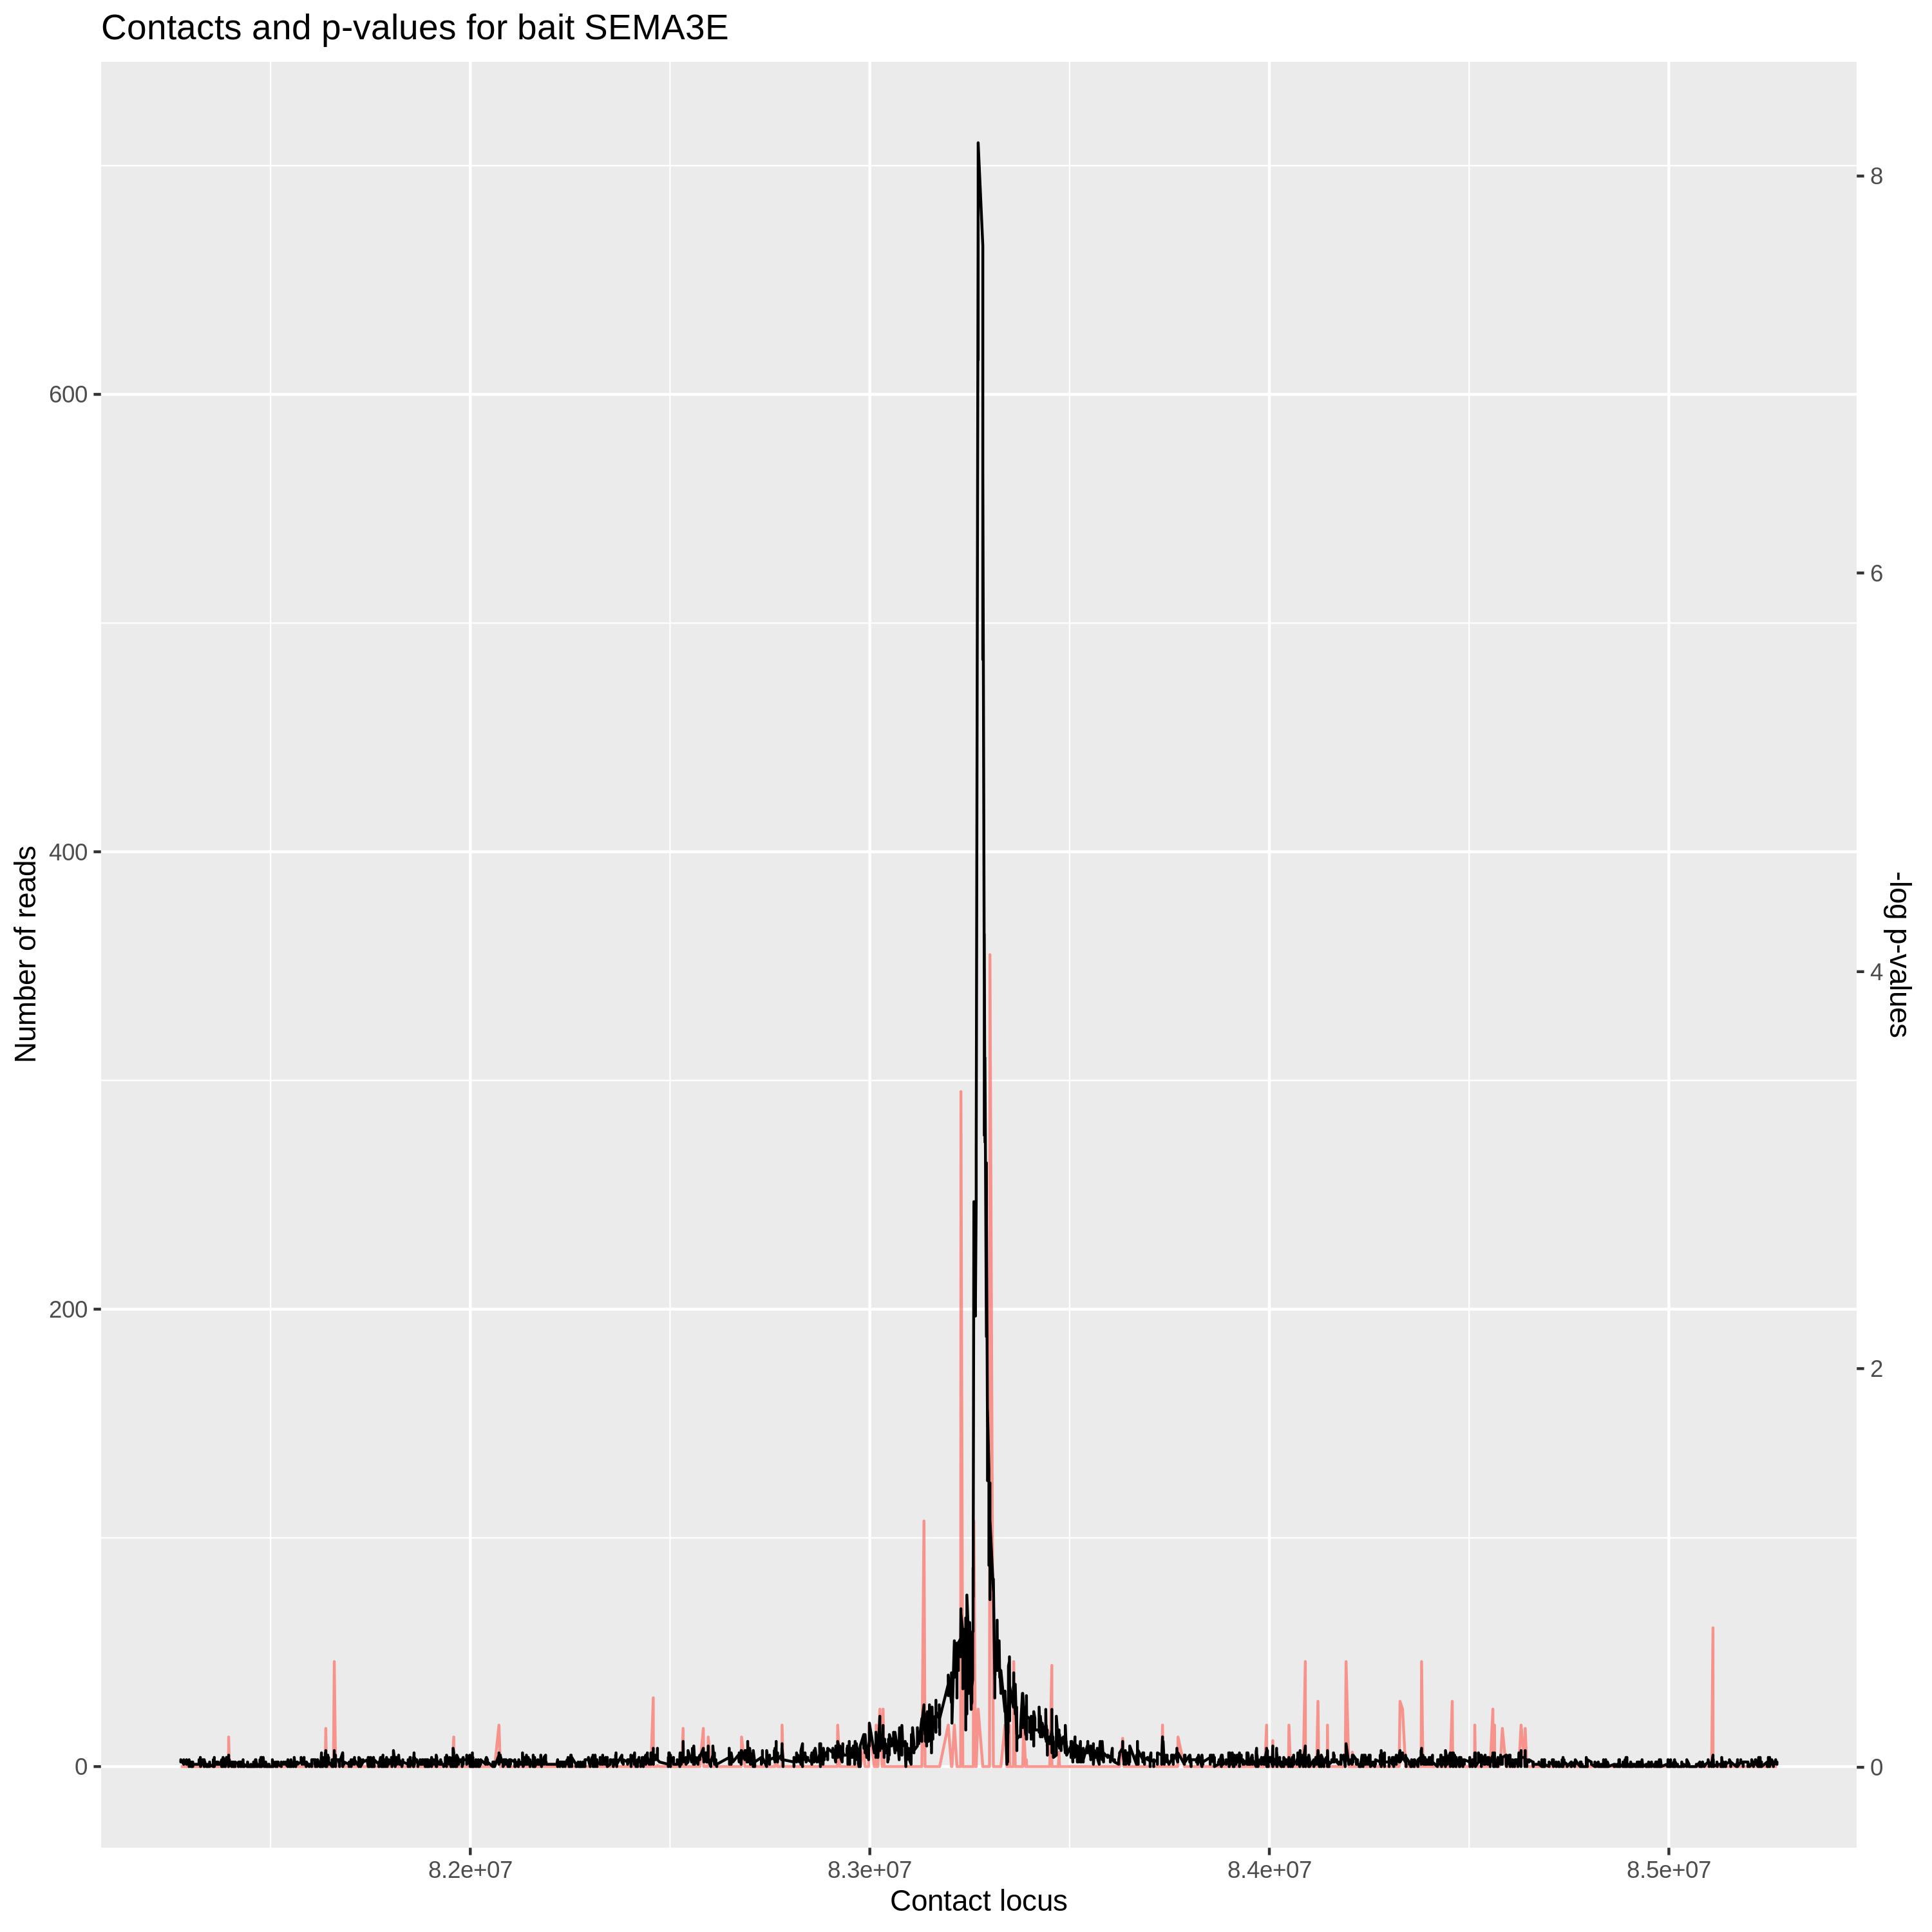 Contacts and p-values for bait SEMA3E
Number of reads
600
400
200
0
8
6
4
2
0
-log p-values
8.2e+07
8.3e+07
8.4e+07
8.5e+07
Contact locus